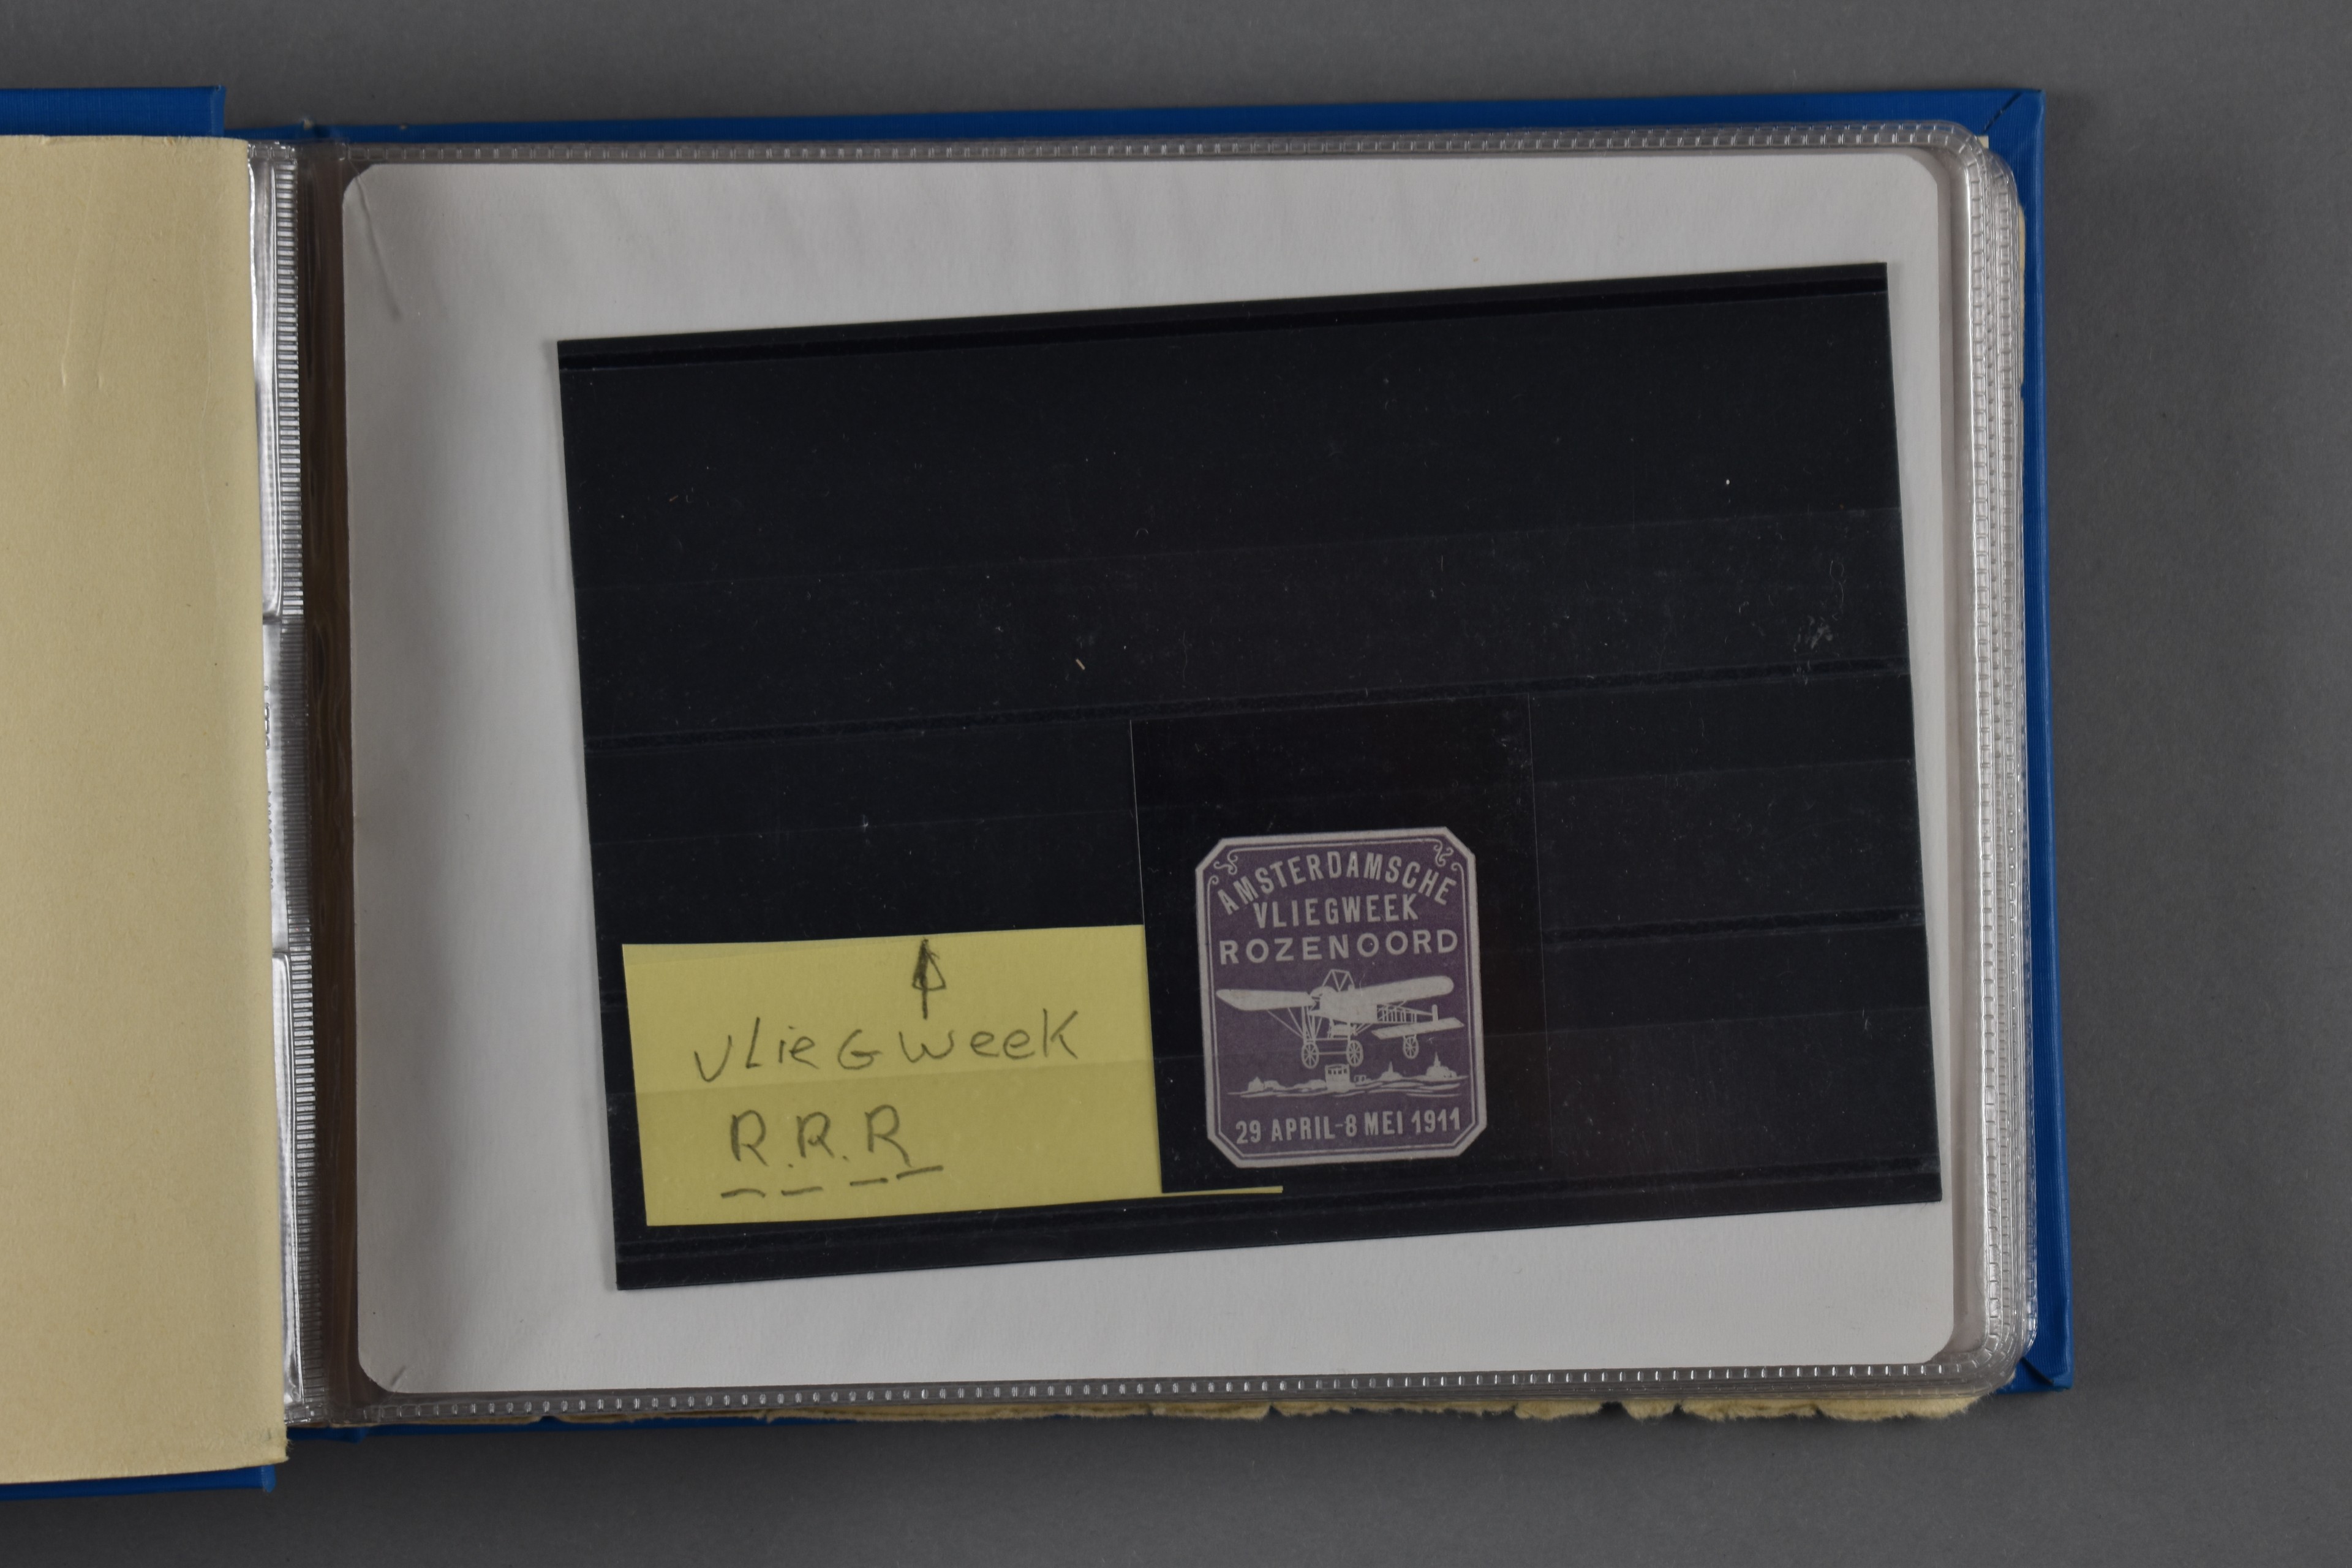 AMSTERDAMSCHE
VLIEGWEEK
ROZENOORD
29 APRIL-8 MEI 1911
VLieGweeK
R.R.R